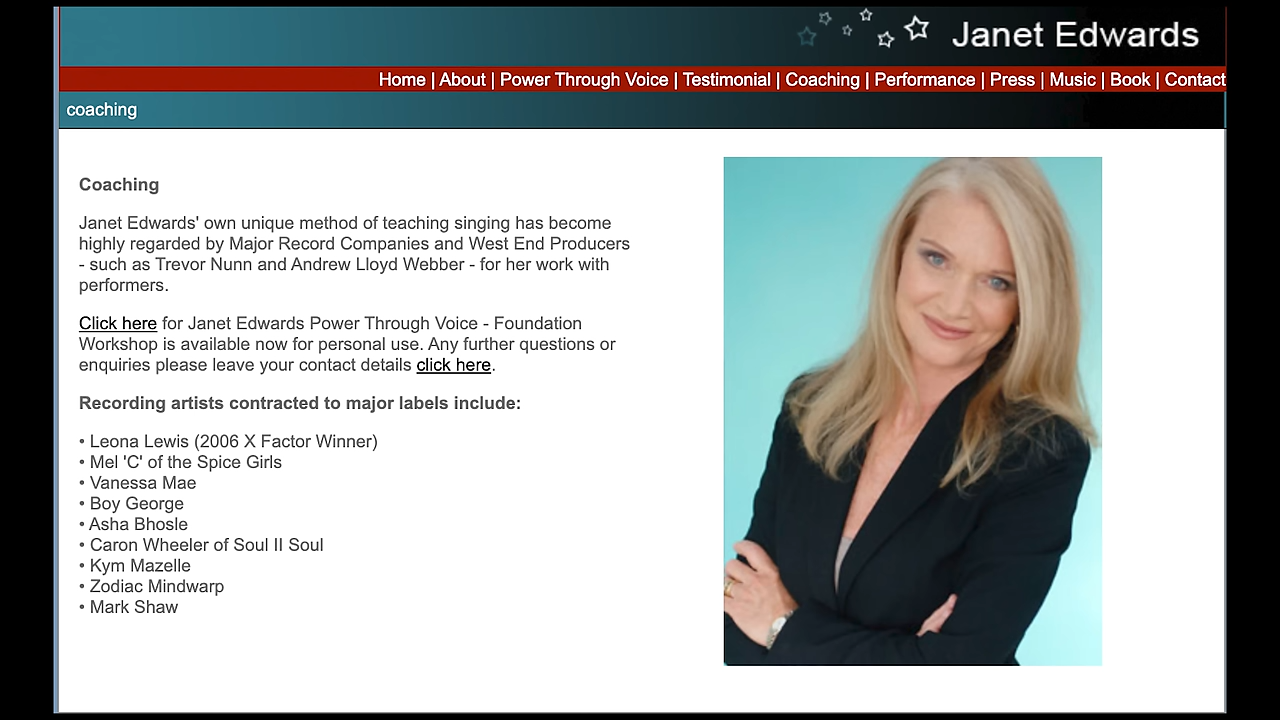 Janet Edwards
Home | About | Power Through Voice | Testimonial | Coaching | Performance | Press | Music | Book | Contact
coaching
Coaching
Janet Edwards' own unique method of teaching singing has become
highly regarded by Major Record Companies and West End Producers
- such as Trevor Nunn and Andrew Lloyd Webber - for her work with
performers.
Click here for Janet Edwards Power Through Voice - Foundation
Workshop is available now for personal use. Any further questions or
enquiries please leave your contact details click here.
Recording artists contracted to major labels include:
• Leona Lewis (2006 X Factor Winner)
• Mel 'C' of the Spice Girls
• Vanessa Mae
• Boy George
• Asha Bhosle
• Caron Wheeler of Soul II Soul
• Kym Mazelle
• Zodiac Mindwarp
• Mark Shaw